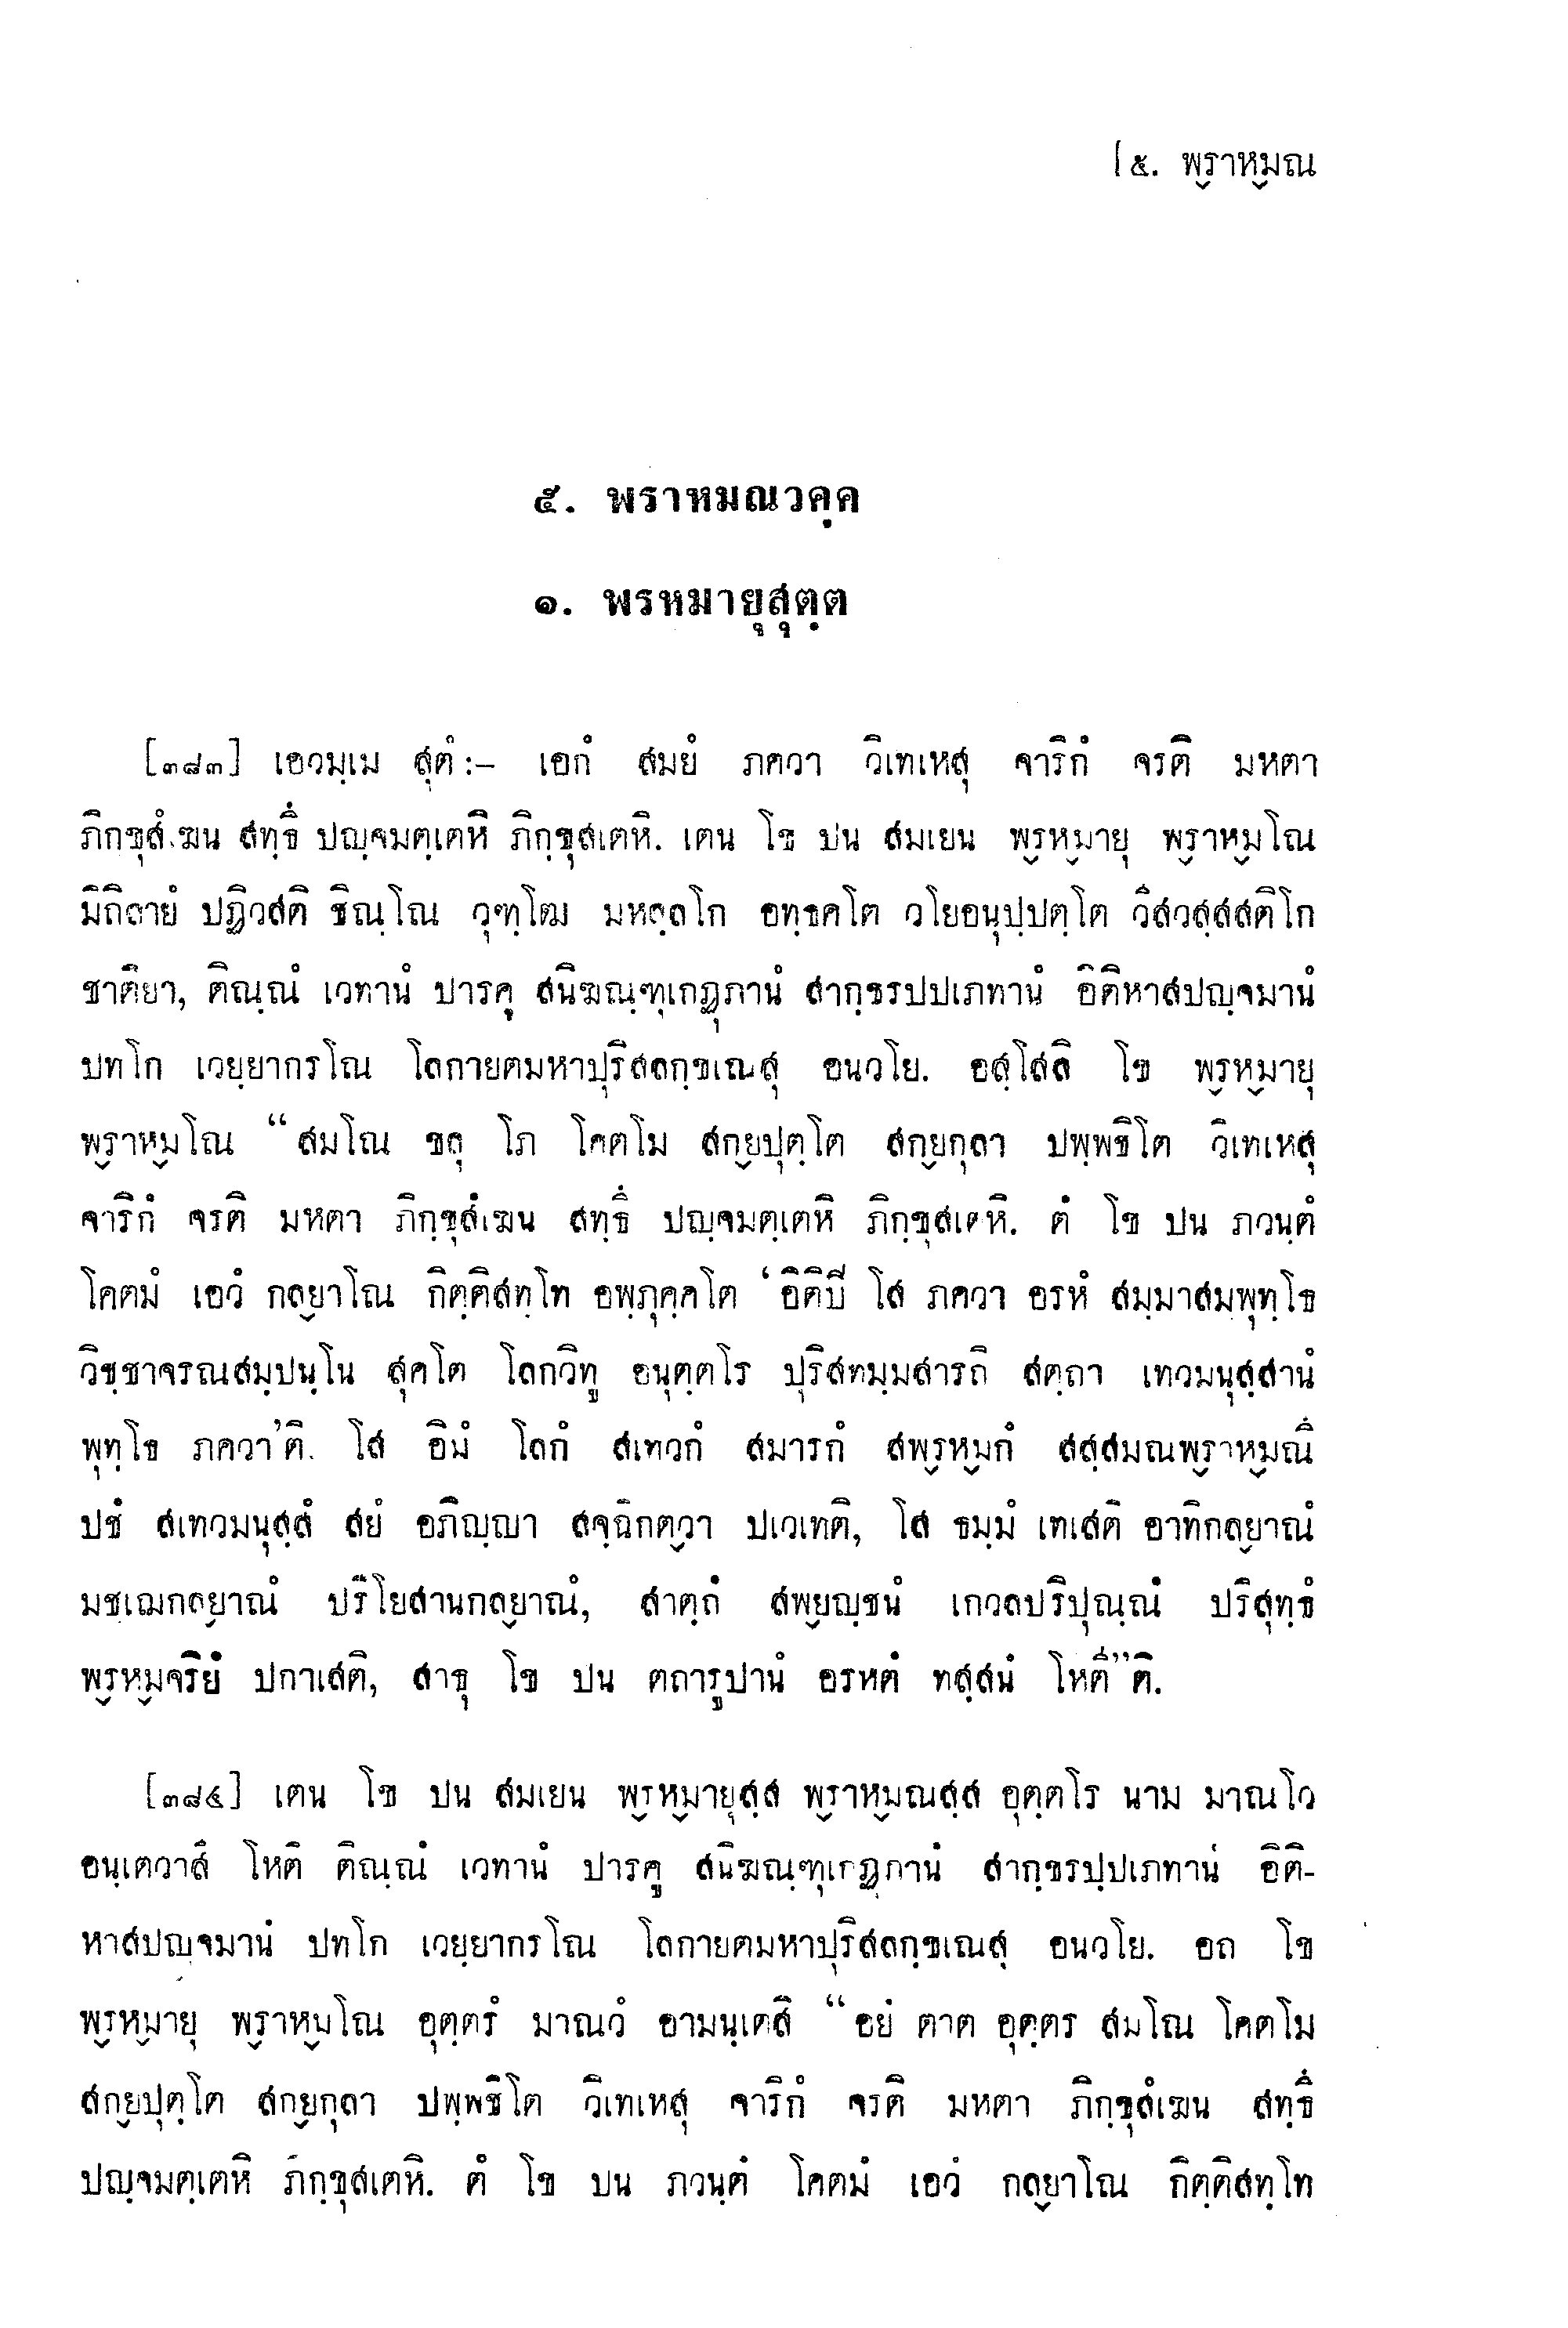 [๕. พ๎ราห๎มณ
๕. พราหมณวคฺค
๑. พรหมายุสุตฺต
[๓๘๓] เอวมฺเม สุตํ :– เอกํ สมยํ ภควา วิเทเหสุ จาริกํ จรติ มหตา
ภิกฺขุสํเฆน สทฺธึ ปญฺจมตฺเตหิ ภิกฺขุสเตหิ. เตน โข ปน สมเยน พ๎รห๎มายุ พ๎ราห๎มโณ
มิถิลายํ ปฏิวสติ ชิณฺโณ วุฑฺโฒ มหลฺลโก อทฺธคโต วโยอนุปฺปตฺโต วีสวสฺสสติโก
ชาติยา, ติณฺณํ เวทานํ ปารคู สนิฆณฺฑุเกฏุภานํ สากฺขรปปเภทานํ อิติหาสปญฺจมานํ
ปทโก เวยฺยากรโณ โลกายตมหาปุริสลกฺขเณสุ อนวโย. อสฺโสสิ โข พ๎รห๎มายุ
พ๎ราห๎มโณ “สมโณ ขลุ โภ โคตโม สก๎ยปุตฺโต สก๎ยกุลา ปพฺพชิโต วิเทเหสุ
จาริกํ จรติ มหตา ภิกฺขุสํเฆน สทฺธึ ปญฺจมตฺเตหิ ภิกฺขุสเตหิ. ตํ โข ปน ภวนฺตํ
โคตมํ เอวํ กล๎ยาโณ กิตฺติสทฺโท อพฺภุคฺคโต ‘อิติปิ โส ภควา อรหํ สมฺมาสมพุทฺโธ
วิชฺชาจรณสมฺปนฺโน สุคโต โลกวิทู อนุตฺตโร ปุริสทมฺมสารถิ สตฺถา เทวมนุสฺสานํ
พุทฺโธ ภควา’ติ. โส อิมํ โลกํ สเทวกํ สมารกํ สพ๎รห๎มกํ สสฺสมณพ๎ราห๎มณึ
ปชํ สเทวมนุสฺสํ สยํ อภิญฺญา สจฺฉิกต๎วา ปเวเทติ, โส ธมฺมํ เทเสติ อาทิกล๎ยาณํ
มชฺเฌกล๎ยาณํ ปริโยสานกล๎ยาณํ, สาตฺถํ สพ๎ยญฺชนํ เกวลปริปุณฺณํ ปริสุทฺธํ
พ๎รห๎มจริยํ ปกาเสติ, สาธุ โข ปน ตถารูปานํ อรหตํ ทสฺสนํ โหตี”ติ.
[๓๘๔] เตน โข ปน สมเยน พ๎รห๎มายุสฺส พ๎ราห๎มณสฺส อุตฺตโร นาม มาณโว
อนฺเตวาสี โหติ ติณฺณํ เวทานํ ปารคู สนิฆณฺฑุเกฏุภานํ สากฺขรปฺปเภทานํ อิติ-
หาสปญฺจมานํ ปทโก เวยฺยากรโณ โลกายตมหาปุริสลกฺขเณสุ อนวโย. อถ โข
พ๎รห๎มายุ พ๎ราห๎มโณ อุตฺตรํ มาณวํ อามนฺเตสิ “อยํ ตาต อุตฺตร สมโณ โคตโม
สก๎ยปุตฺโต สก๎ยกุลา ปพฺพชิโต วิเทเหสุ จาริกํ จรติ มหตา ภิกฺขุสํเฆน สทฺธึ
ปญฺจมตฺเตหิ ภิกฺขุสเตหิ. ตํ โข ปน ภวนฺตํ โคตมํ เอวํ กล๎ยาโณ กิตฺติสทฺโท